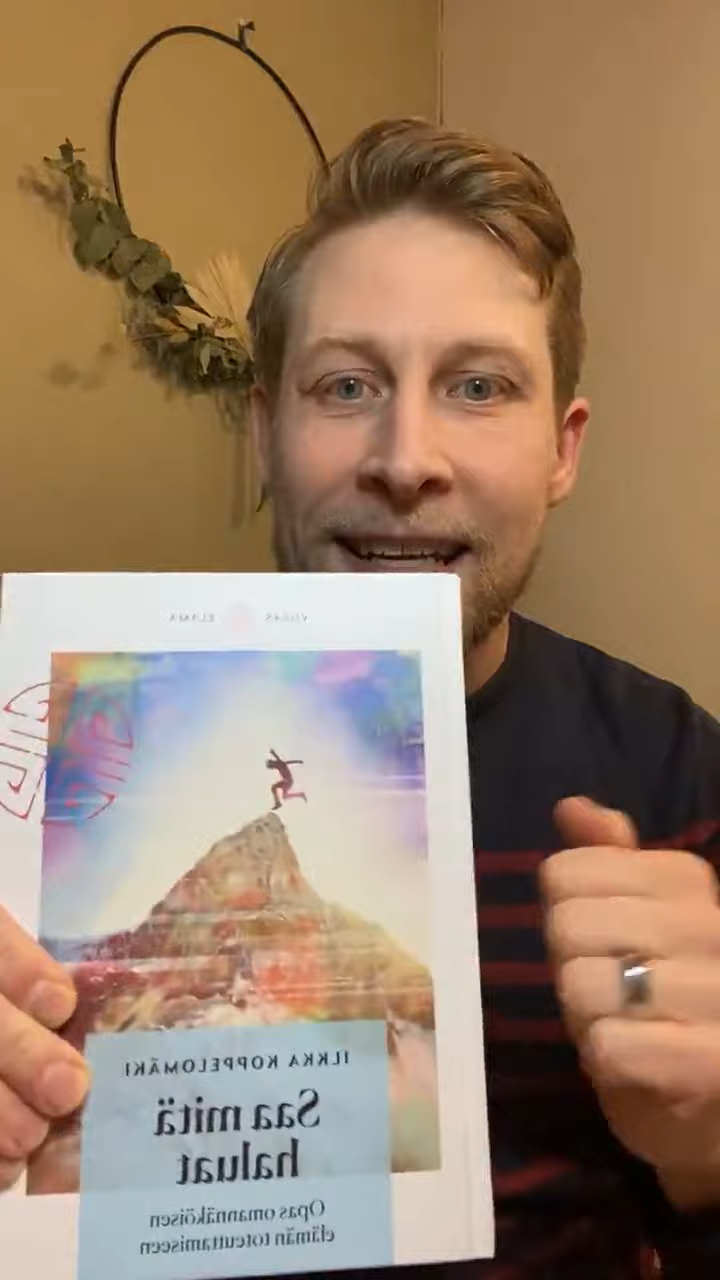 VIISAS ELÄMÄ
ILKKA KOPPELOMÄKI
Saa mitä
haluat
Opas omannäköisen
elämän toteuttamiseen